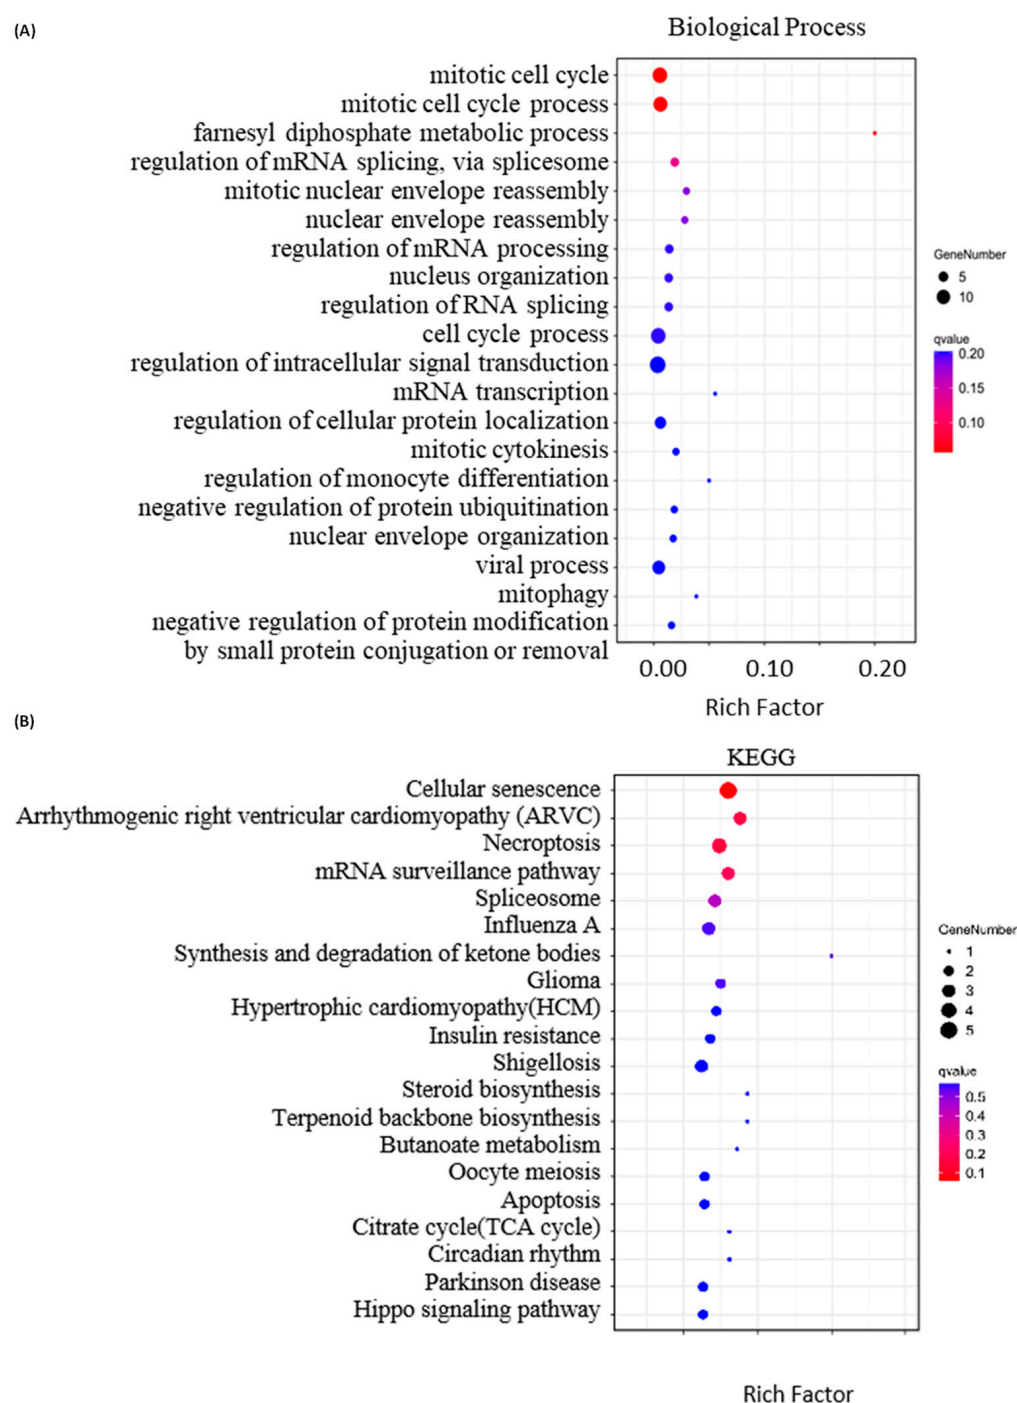 (A)
Biological Process
mitotic cell cycle
mitotic cell cycle process
farnesyl diphosphate metabolic process
regulation of mRNA splicing, via splicesome
mitotic nuclear envelope reassembly
nuclear envelope reassembly
regulation of mRNA processing
nucleus organization
regulation of RNA splicing
cell cycle process
regulation of intracellular signal transduction
mRNA transcription
regulation of cellular protein localization
mitotic cytokinesis
regulation of monocyte differentiation
negative regulation of protein ubiquitination
nuclear envelope organization
viral process
mitophagy
negative regulation of protein modification
by small protein conjugation or removal
0.00 0.10 0.20
Rich Factor
GeneNumber
5
10
qvalue
0.20
0.15
0.10
(B)
KEGG
Cellular senescence
Arrhythmogenic right ventricular cardiomyopathy (ARVC)
Necroptosis
mRNA surveillance pathway
Spliceosome
Influenza A
Synthesis and degradation of ketone bodies
Glioma
Hypertrophic cardiomyopathy(HCM)
Insulin resistance
Shigellosis
Steroid biosynthesis
Terpenoid backbone biosynthesis
Butanoate metabolism
Oocyte meiosis
Apoptosis
Citrate cycle(TCA cycle)
Circadian rhythm
Parkinson disease
Hippo signaling pathway
Rich Factor
GeneNumber
1
2
3
4
5
qvalue
0.5
0.4
0.3
0.2
0.1